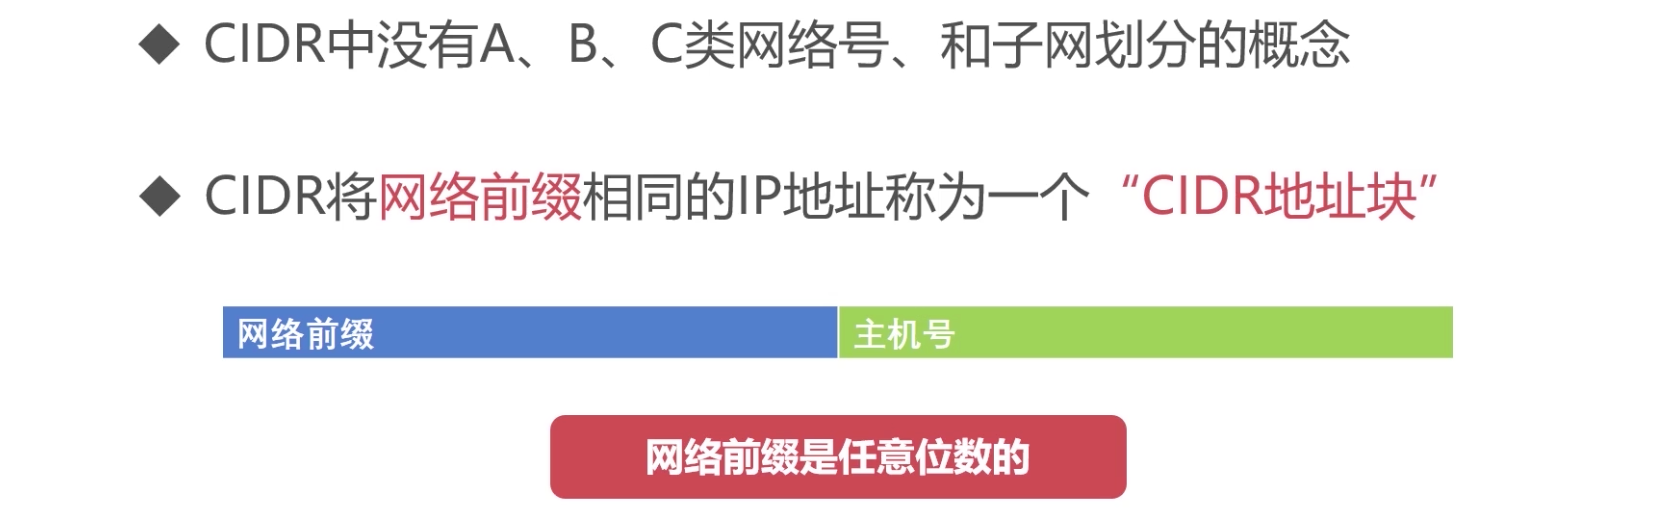 ◆ CIDR中没有A、B、C类网络号、和子网划分的概念
◆ CIDR将网络前缀相同的IP地址称为一个“CIDR地址块”
网络前缀 主机号
网络前缀是任意位数的